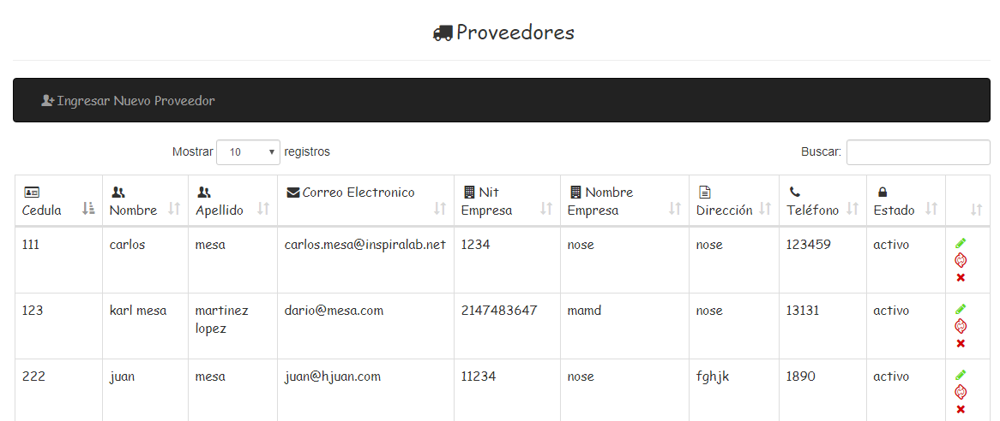 Proveedores
Ingresar Nuevo Proveedor
Mostrar 10 registros
Buscar:
Cedula Nombre Apellido Correo Electronico Nit Empresa Nombre Empresa Dirección Teléfono Estado
111 carlos mesa carlos.mesa@inspiralab.net 1234 nose nose 123459 activo
123 karl mesa martinez lopez dario@mesa.com 2147483647 mamd nose 13131 activo
222 juan mesa juan@hjuan.com 11234 nose fghjk 1890 activo